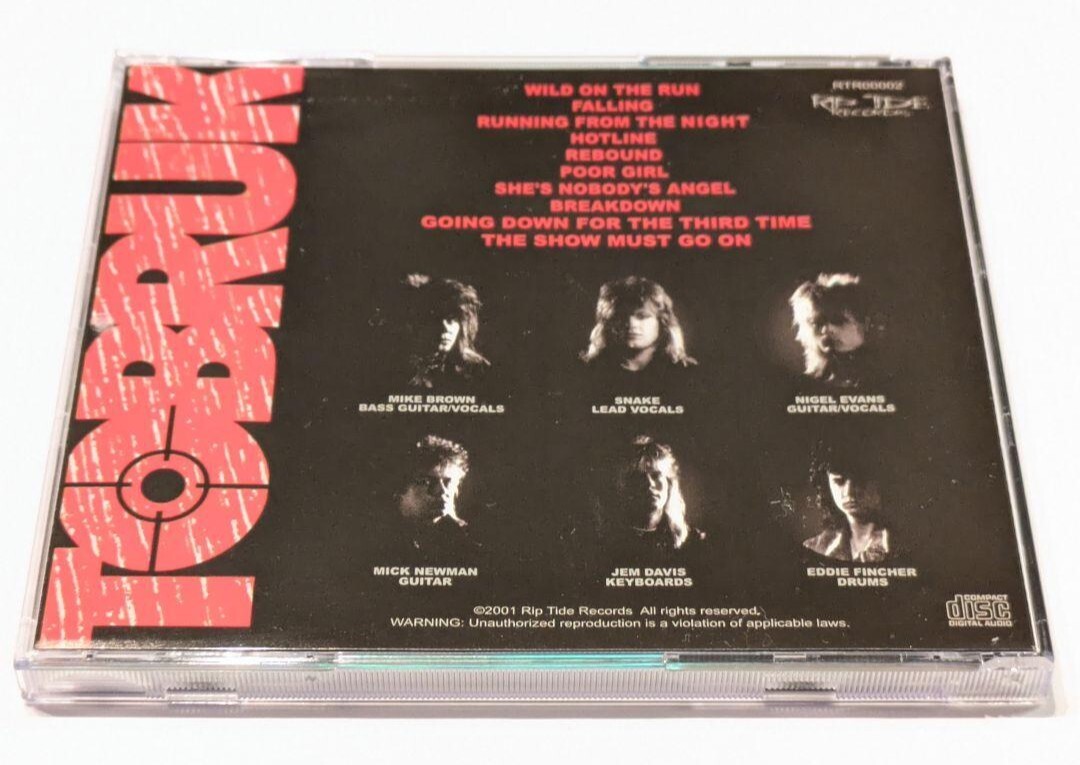 TOBRUK
WILD ON THE RUN
FALLING
RUNNING FROM THE NIGHT
HOTLINE
REBOUND
POOR GIRL
SHE'S NOBODY'S ANGEL
BREAKDOWN
GOING DOWN FOR THE THIRD TIME
THE SHOW MUST GO ON
RTR00002
RIP TIDE
RECORDS
MIKE BROWN
BASS GUITAR/VOCALS
SNAKE
LEAD VOCALS
NIGEL EVANS
GUITAR/VOCALS
MICK NEWMAN
GUITAR
JEM DAVIS
KEYBOARDS
EDDIE FINCHER
DRUMS
©2001 Rip Tide Records All rights reserved.
WARNING: Unauthorized reproduction is a violation of applicable laws.
COMPACT
disc
DIGITAL AUDIO